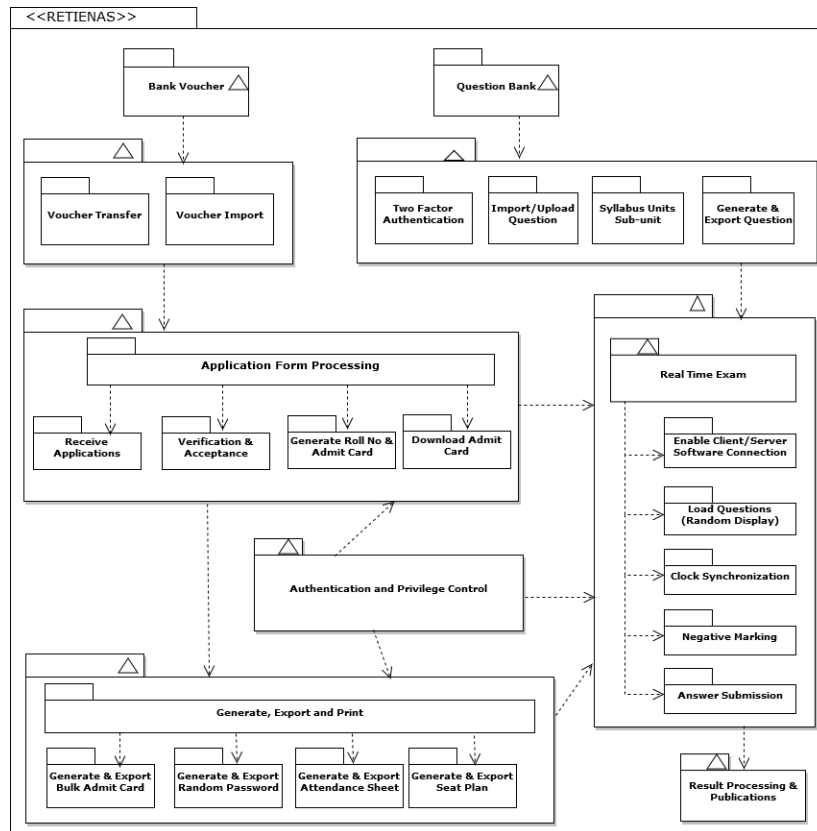 <<RETIENAS>>
Bank Voucher
Question Bank
Voucher Transfer
Voucher Import
Two Factor
Authentication
Import/Upload
Question
Syllabus Units
Sub-unit
Generate &
Export Question
Application Form Processing
Receive
Applications
Verification &
Acceptance
Generate Roll No &
Admit Card
Download Admit
Card
Real Time Exam
Enable Client/Server
Software Connection
Load Questions
(Random Display)
Clock Synchronization
Negative Marking
Answer Submission
Authentication and Privilege Control
Generate, Export and Print
Generate & Export
Bulk Admit Card
Generate & Export
Random Password
Generate & Export
Attendance Sheet
Generate & Export
Seat Plan
Result Processing &
Publications